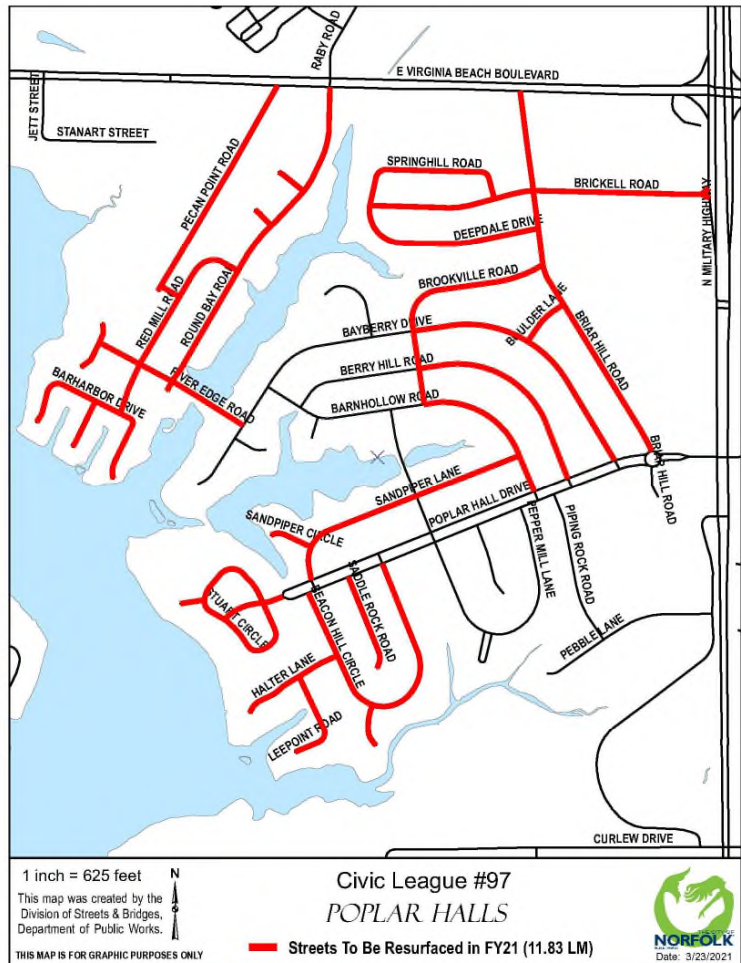 RABY ROAD
E VIRGINIA BEACH BOULEVARD
JETT STREET
STANART STREET
PECAN POINT ROAD
SPRINGHILL ROAD
BRICKELL ROAD
N MILITARY HIGHWAY
DEEPDALE DRIVE
BROOKVILLE ROAD
RED MILL ROAD
ROUND BAY ROAD
BOULDER LANE
BAYBERRY DRIVE
BRIAR HILL ROAD
BERRY HILL ROAD
RIVER EDGE ROAD
BARHARBOR DRIVE
BARNHOLLOW ROAD
BRIAR HILL ROAD
SANDPIPER LANE
POPLAR HALL DRIVE
SANDPIPER CIRCLE
PEPPER MILL LANE
PIPING ROCK ROAD
SADDLE ROCK ROAD
STUART CIRCLE
BEACON HILL CIRCLE
PEBBLE LANE
HALTER LANE
LEEPOINT ROAD
CURLEW DRIVE
1 inch = 625 feet
N
This map was created by the
Division of Streets & Bridges,
Department of Public Works.
THIS MAP IS FOR GRAPHIC PURPOSES ONLY
Civic League #97
POPLAR HALLS
Streets To Be Resurfaced in FY21 (11.83 LM)
THE CITY OF
NORFOLK
Date: 3/23/2021